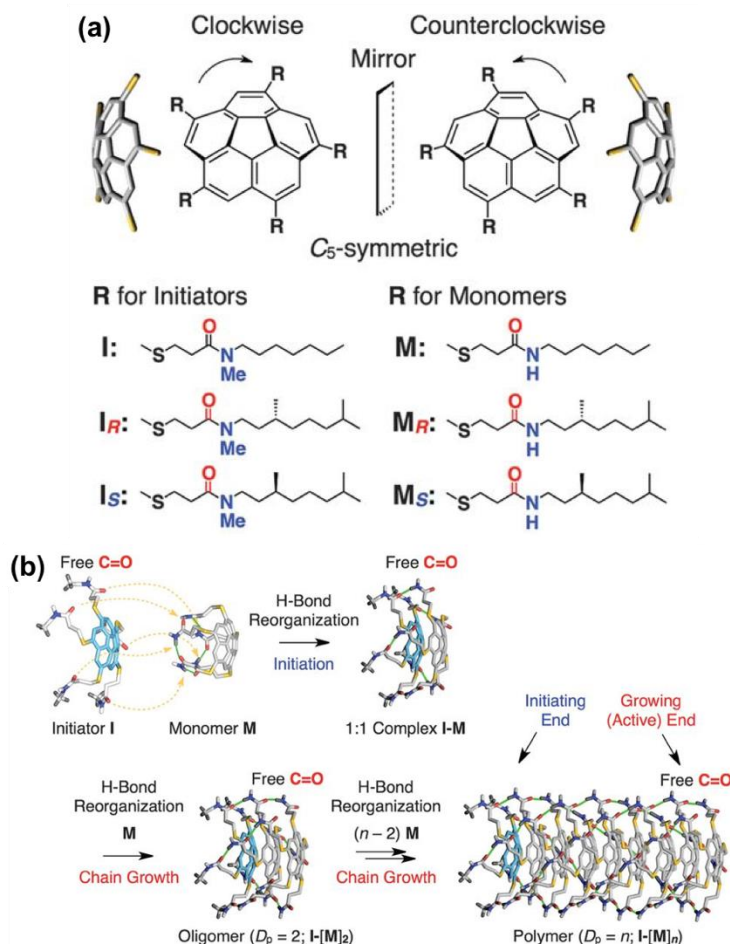 (a)
Clockwise Counterclockwise
Mirror
R R
R R
R R
R R
R R
C5-symmetric
R for Initiators R for Monomers
I: S O N Me
M: S O N H
IR: S O N Me
MR: S O N H
IS: S O N Me
MS: S O N H
(b)
Free C=O
Free C=O
H-Bond
Reorganization
Initiation
Initiator I Monomer M
1:1 Complex I-M
Initiating
End
Growing
(Active) End
Free C=O
H-Bond
Reorganization
M
Chain Growth
Free C=O
H-Bond
Reorganization
(n – 2) M
Chain Growth
Oligomer (Dp = 2; I-[M]2)
Polymer (Dp = n; I-[M]n)